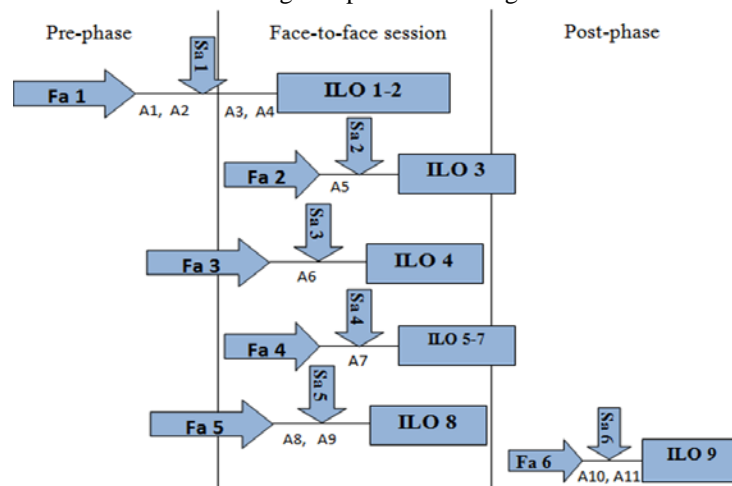 Pre-phase
Face-to-face session
Post-phase
Sa 1
Fa 1
ILO 1-2
A1, A2
A3, A4
Sa 2
Fa 2
ILO 3
A5
Sa 3
Fa 3
ILO 4
A6
Sa 4
Fa 4
ILO 5-7
A7
Sa 5
Fa 5
ILO 8
A8, A9
Sa 6
Fa 6
ILO 9
A10, A11